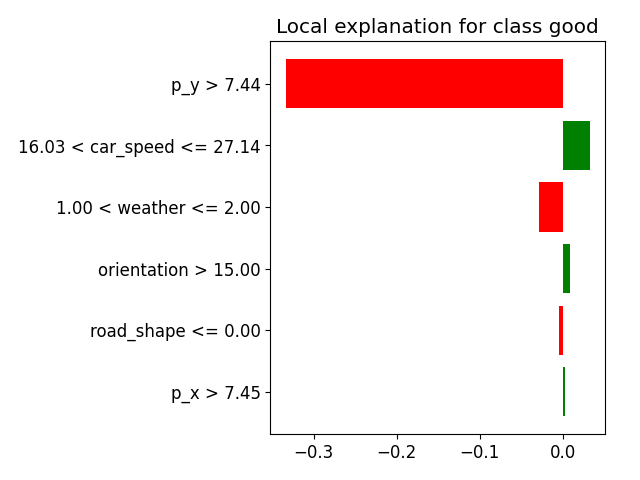 Local explanation for class good
p_y > 7.44
16.03 < car_speed <= 27.14
1.00 < weather <= 2.00
orientation > 15.00
road_shape <= 0.00
p_x > 7.45
−0.3 −0.2 −0.1 0.0